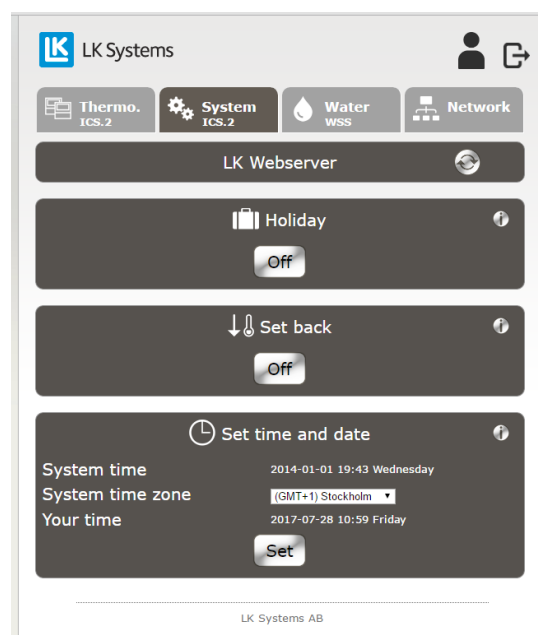 LK LK Systems
Thermo. System Water Network
ICS.2 ICS.2 WSS
LK Webserver
Holiday
Off
Set back
Off
Set time and date
System time 2014-01-01 19:43 Wednesday
System time zone (GMT+1) Stockholm
Your time 2017-07-28 10:59 Friday
Set
LK Systems AB